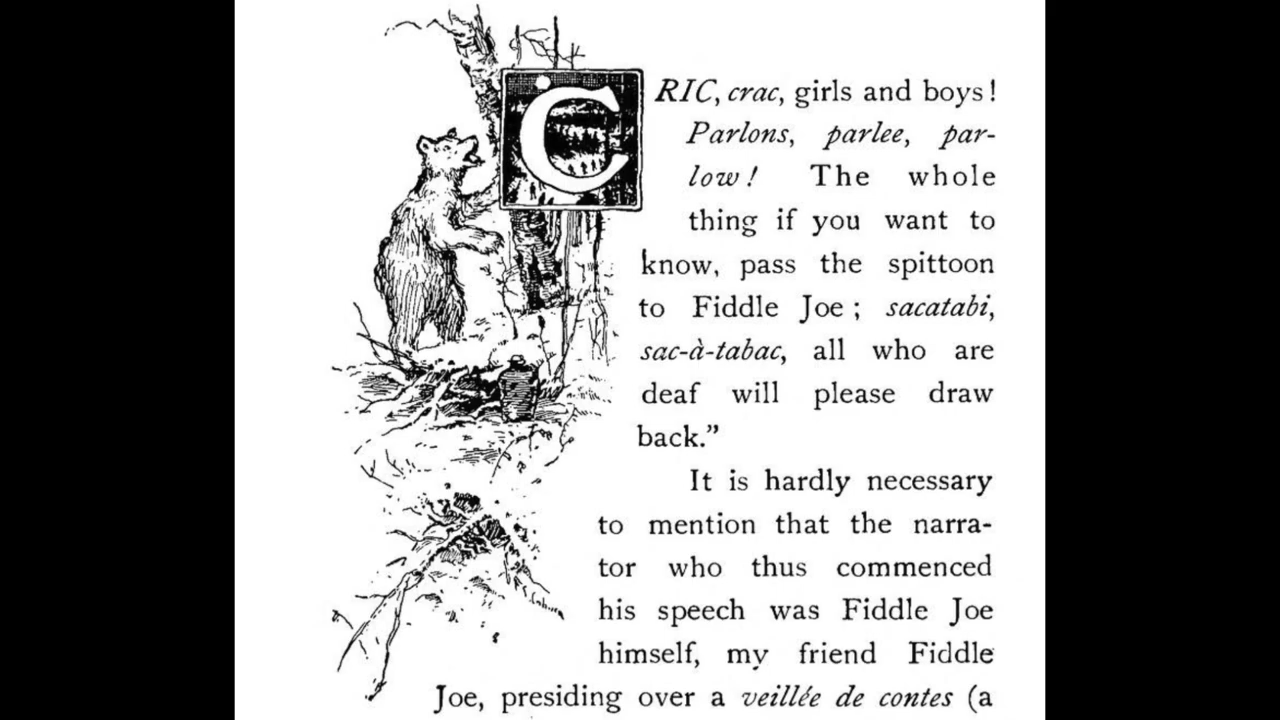 CRIC, crac, girls and boys!
Parlons, parlee, par-
low! The whole
thing if you want to
know, pass the spittoon
to Fiddle Joe; sacatabi,
sac-à-tabac, all who are
deaf will please draw
back.”
It is hardly necessary
to mention that the narra-
tor who thus commenced
his speech was Fiddle Joe
himself, my friend Fiddle
Joe, presiding over a veillée de contes (a